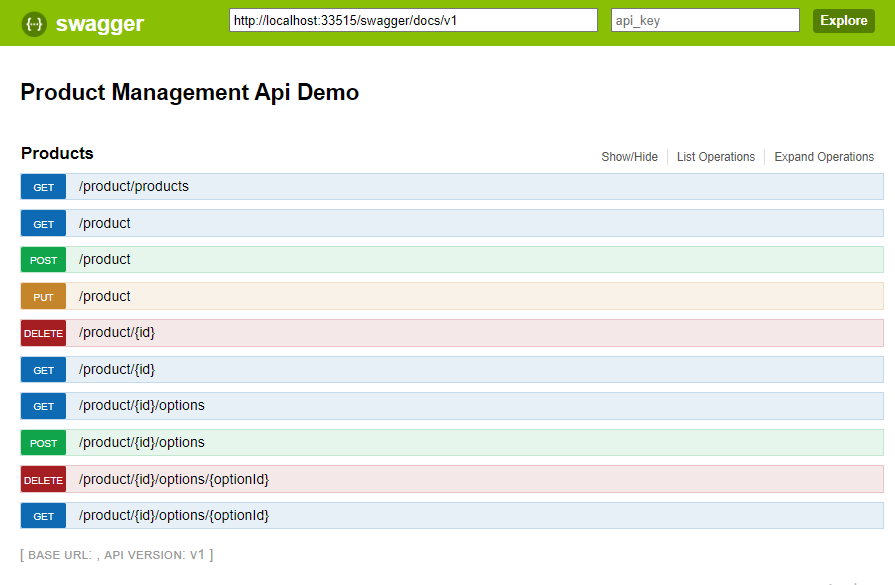 {···} swagger http://localhost:33515/swagger/docs/v1 api_key Explore
Product Management Api Demo
Products Show/Hide List Operations Expand Operations
GET /product/products
GET /product
POST /product
PUT /product
DELETE /product/{id}
GET /product/{id}
GET /product/{id}/options
POST /product/{id}/options
DELETE /product/{id}/options/{optionId}
GET /product/{id}/options/{optionId}
[ BASE URL: , API VERSION: V1 ]